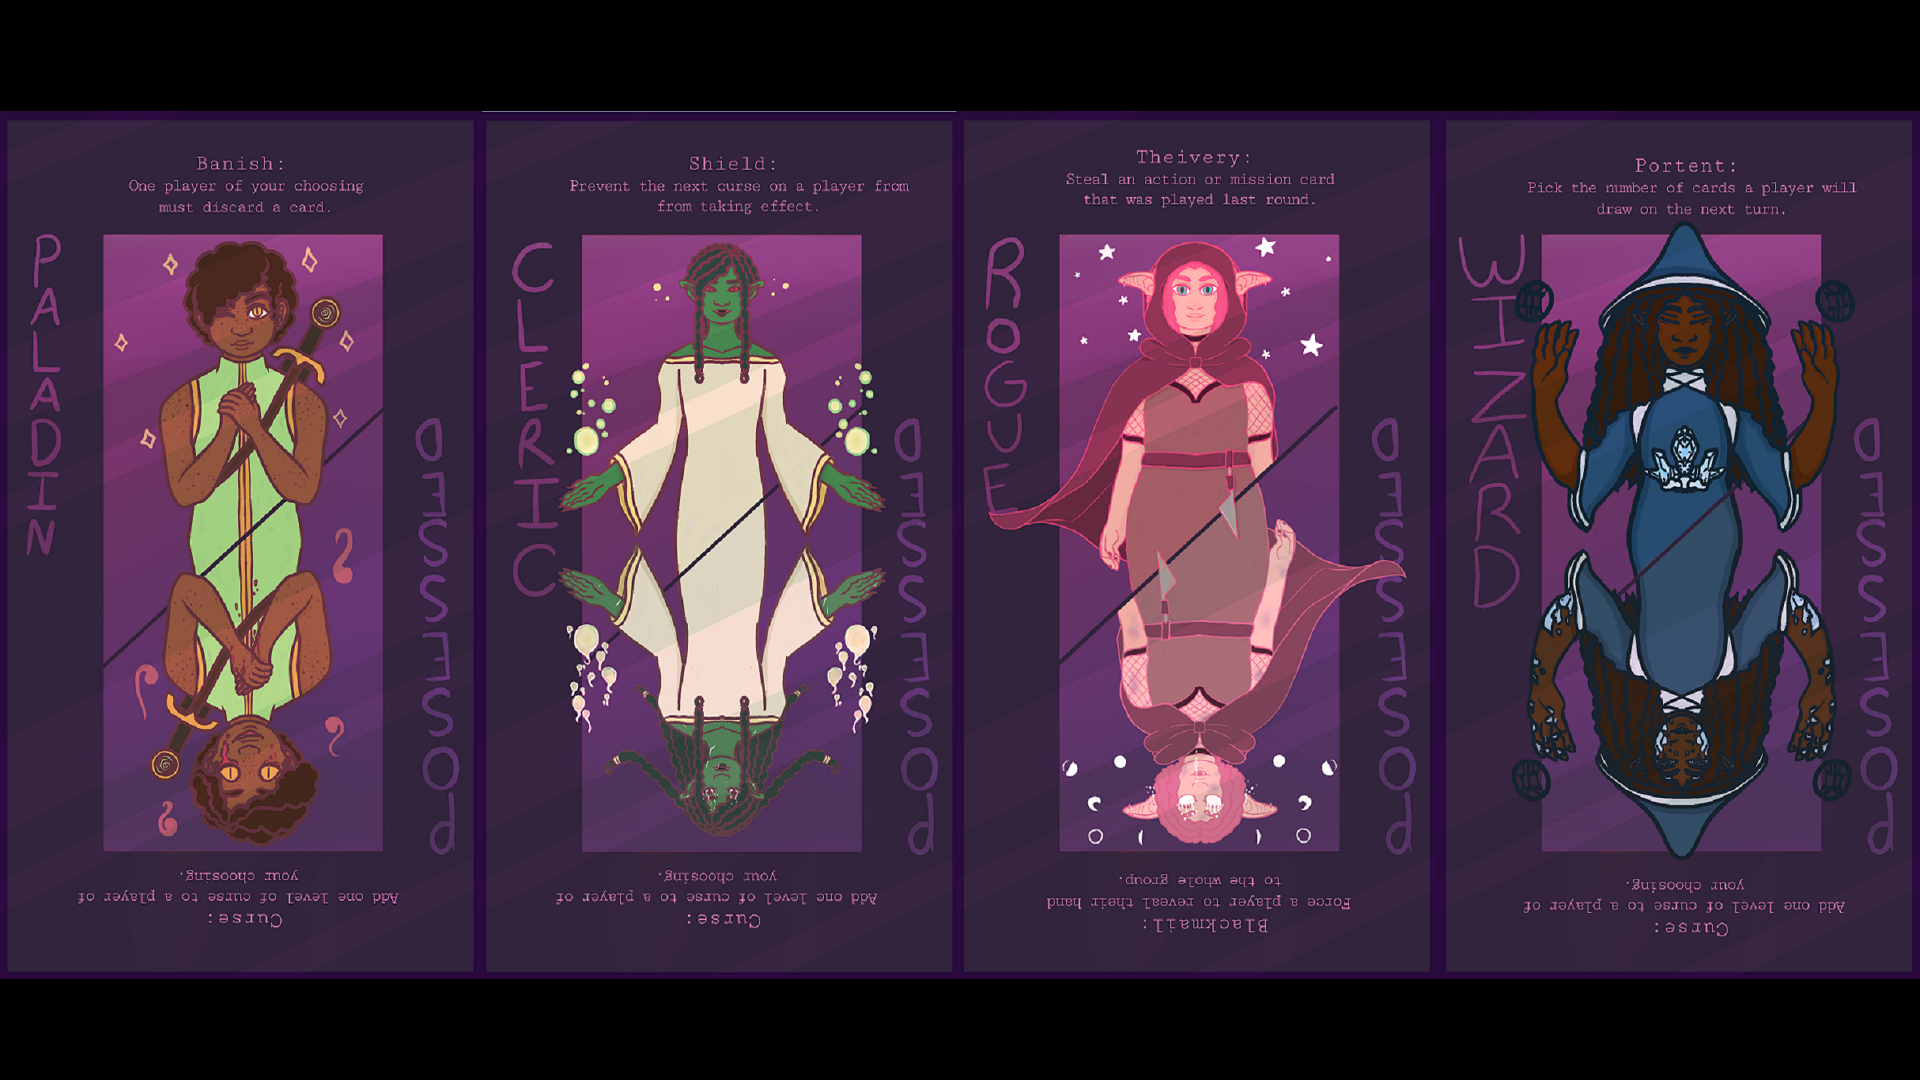 Banish:
One player of your choosing
must discard a card.
PALADIN
POSSESSED
Curse:
Add one level of curse to a player of
your choosing.
Shield:
Prevent the next curse on a player from
from taking effect.
CLERIC
POSSESSED
Curse:
Add one level of curse to a player of
your choosing.
Theivery:
Steal an action or mission card
that was played last round.
ROGUE
POSSESSED
Blackmail:
Force a player to reveal their hand
to the whole group.
Portent:
Pick the number of cards a player will
draw on the next turn.
WIZARD
POSSESSED
Curse:
Add one level of curse to a player of
your choosing.